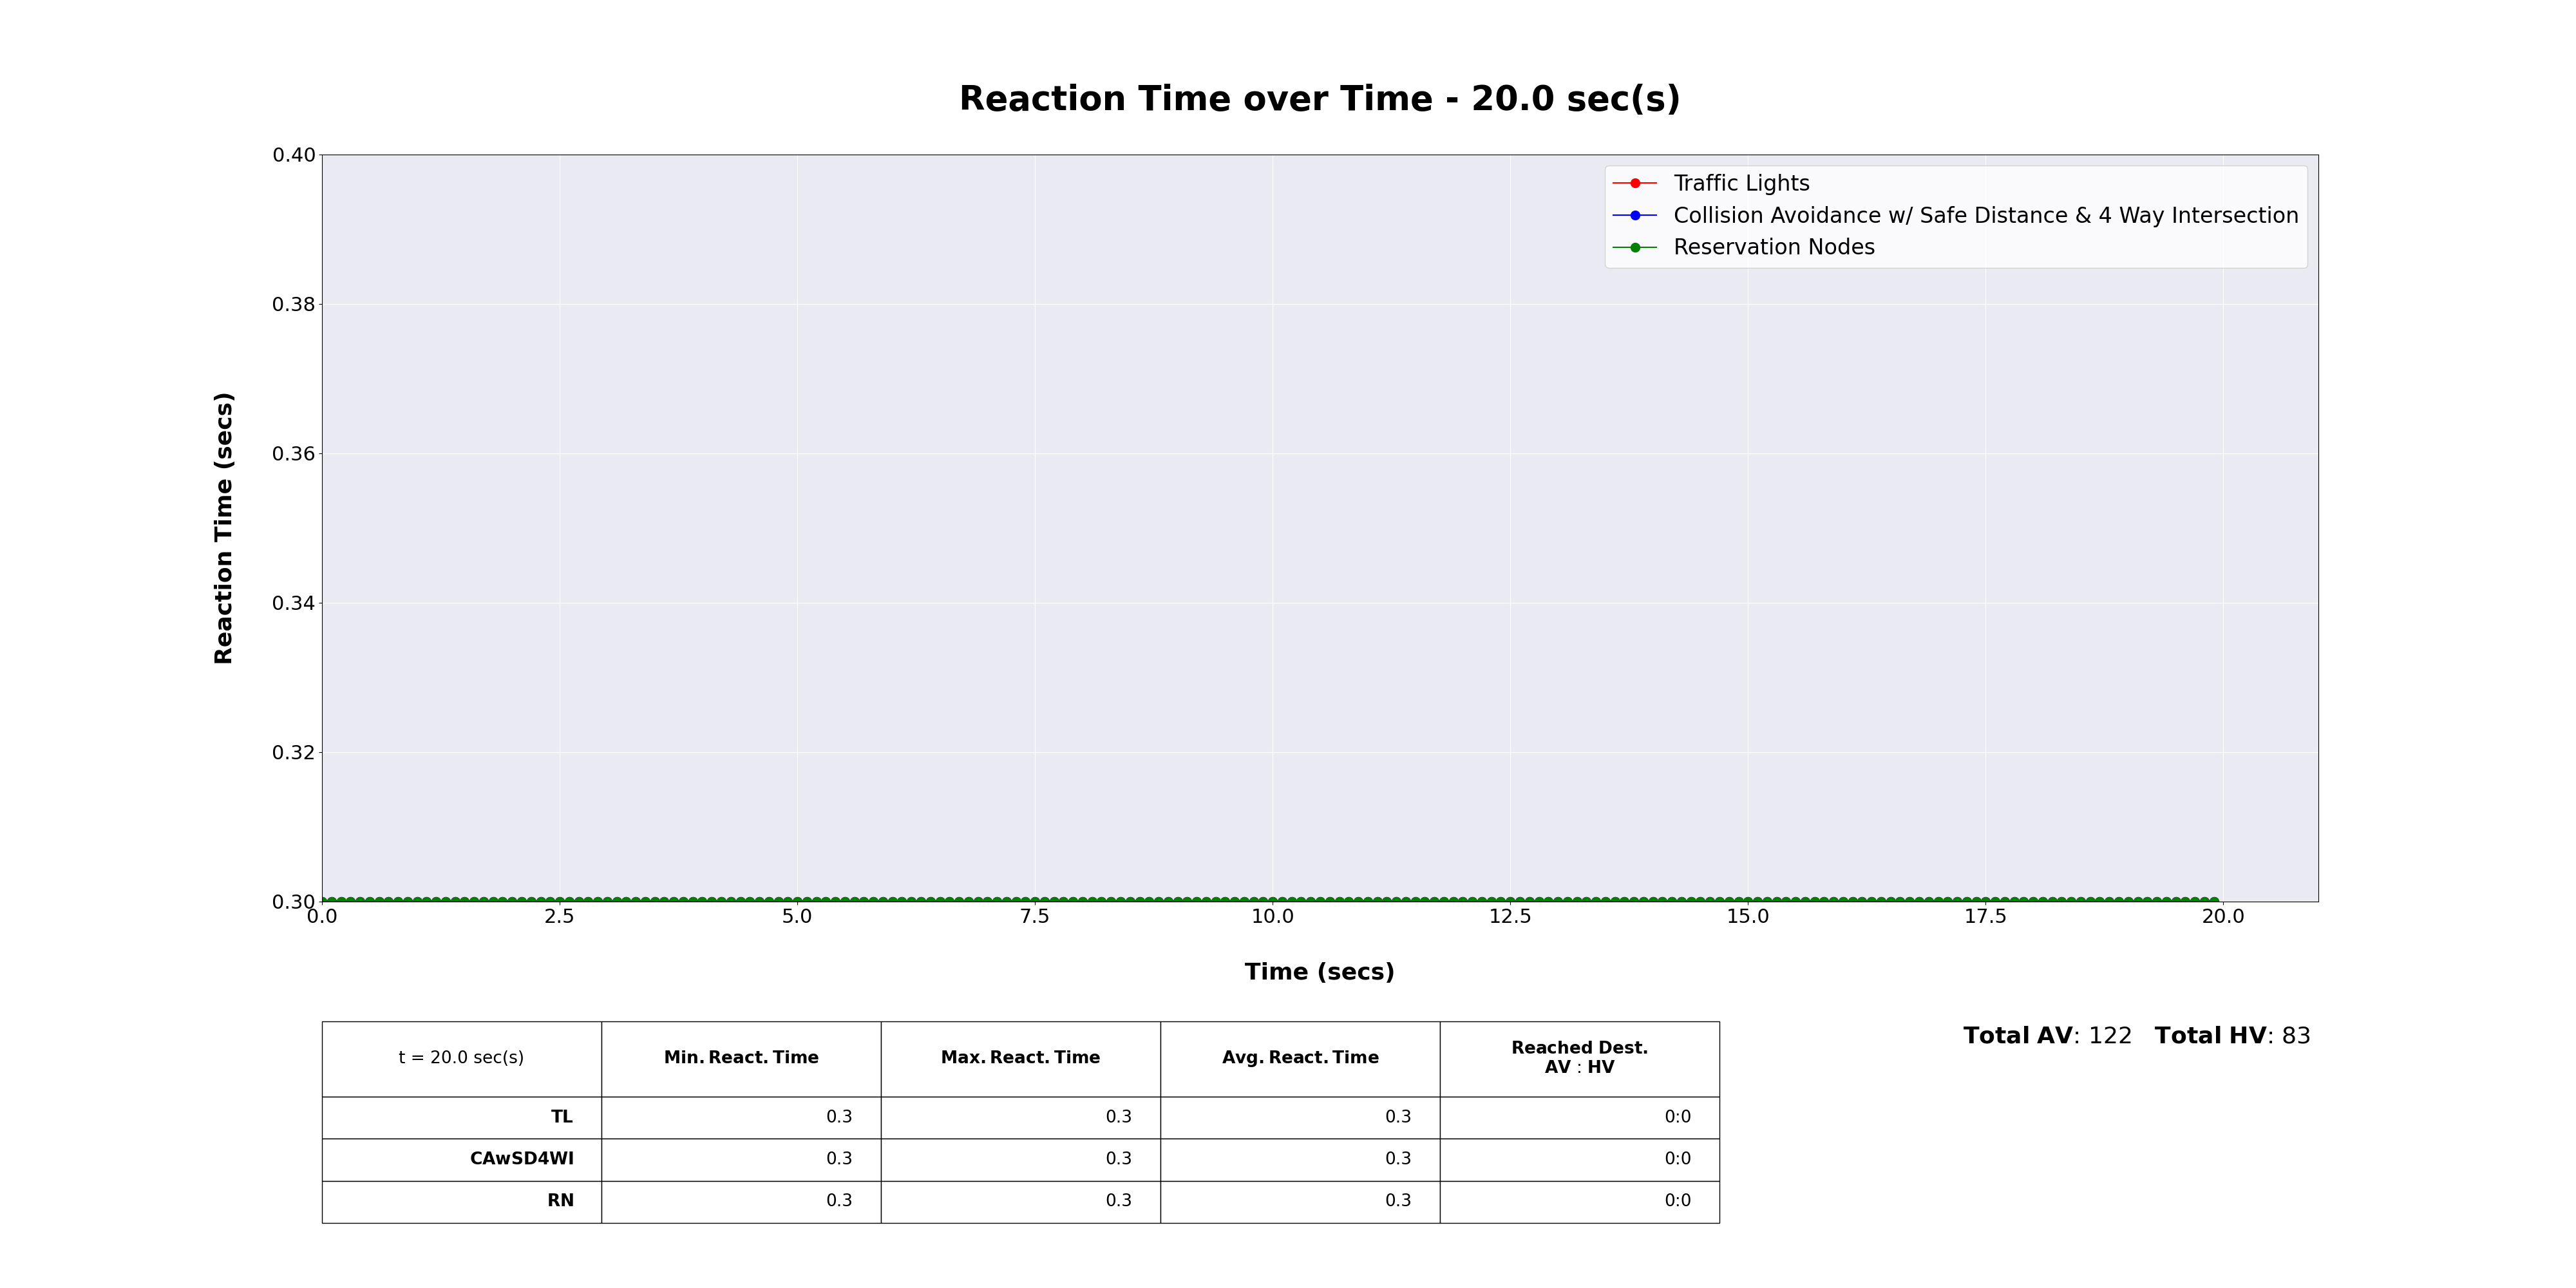 Reaction Time over Time - 20.0 sec(s)
Traffic Lights
Collision Avoidance w/ Safe Distance & 4 Way Intersection
Reservation Nodes
Reaction Time (secs)
0.40
0.38
0.36
0.34
0.32
0.30
0.0 2.5 5.0 7.5 10.0 12.5 15.0 17.5 20.0
Time (secs)
t = 20.0 sec(s) Min. React. Time Max. React. Time Avg. React. Time Reached Dest.
AV : HV
TL 0.3 0.3 0.3 0:0
CAwSD4WI 0.3 0.3 0.3 0:0
RN 0.3 0.3 0.3 0:0
Total AV: 122 Total HV: 83